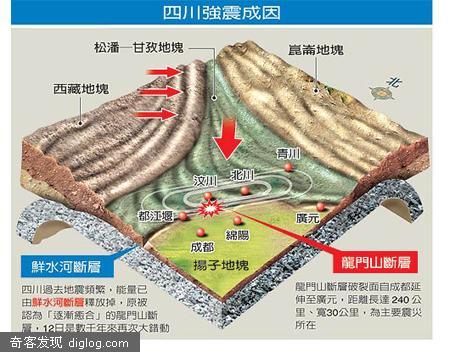 四川強震成因
松潘─甘孜地塊
崑崙地塊
西藏地塊
北
青川
汶川
北川
都江堰
廣元
成都
綿陽
鮮水河斷層
揚子地塊
龍門山斷層
四川過去地震頻繁，能量已
由鮮水河斷層釋放掉，原被
認為「逐漸癒合」的龍門山斷
層，12日是數千年來再次大錯動
龍門山斷層破裂面自成都延
伸至廣元，距離長達240公
里、寬30公里，為主要震災
所在
奇客发现 diglog.com